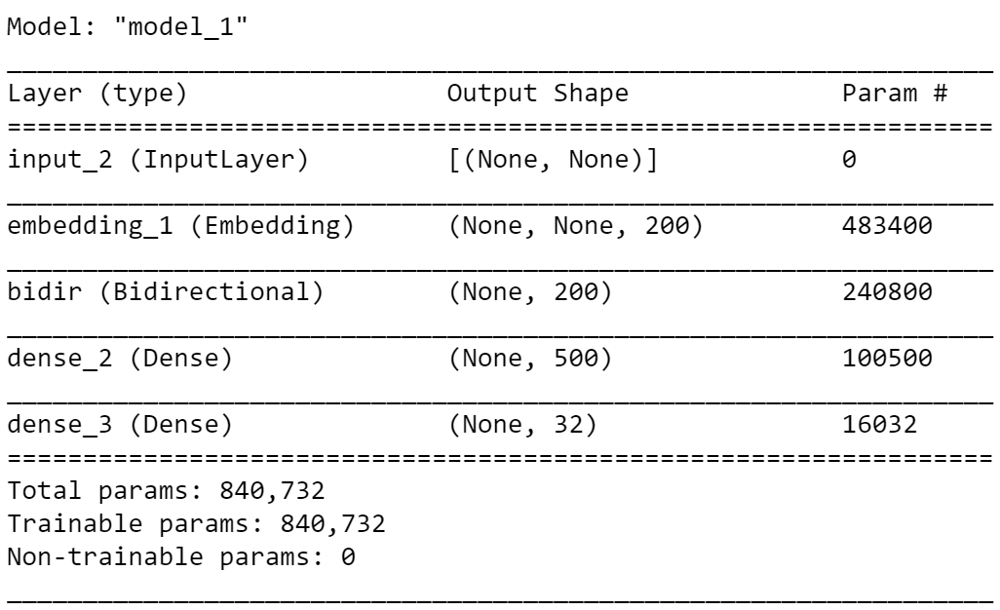 Model: "model_1"
_________________________________________________________________
Layer (type)                 Output Shape              Param #
=================================================================
input_2 (InputLayer)         [(None, None)]            0
_________________________________________________________________
embedding_1 (Embedding)      (None, None, 200)         483400
_________________________________________________________________
bidir (Bidirectional)        (None, 200)               240800
_________________________________________________________________
dense_2 (Dense)              (None, 500)               100500
_________________________________________________________________
dense_3 (Dense)              (None, 32)                16032
=================================================================
Total params: 840,732
Trainable params: 840,732
Non-trainable params: 0
_________________________________________________________________